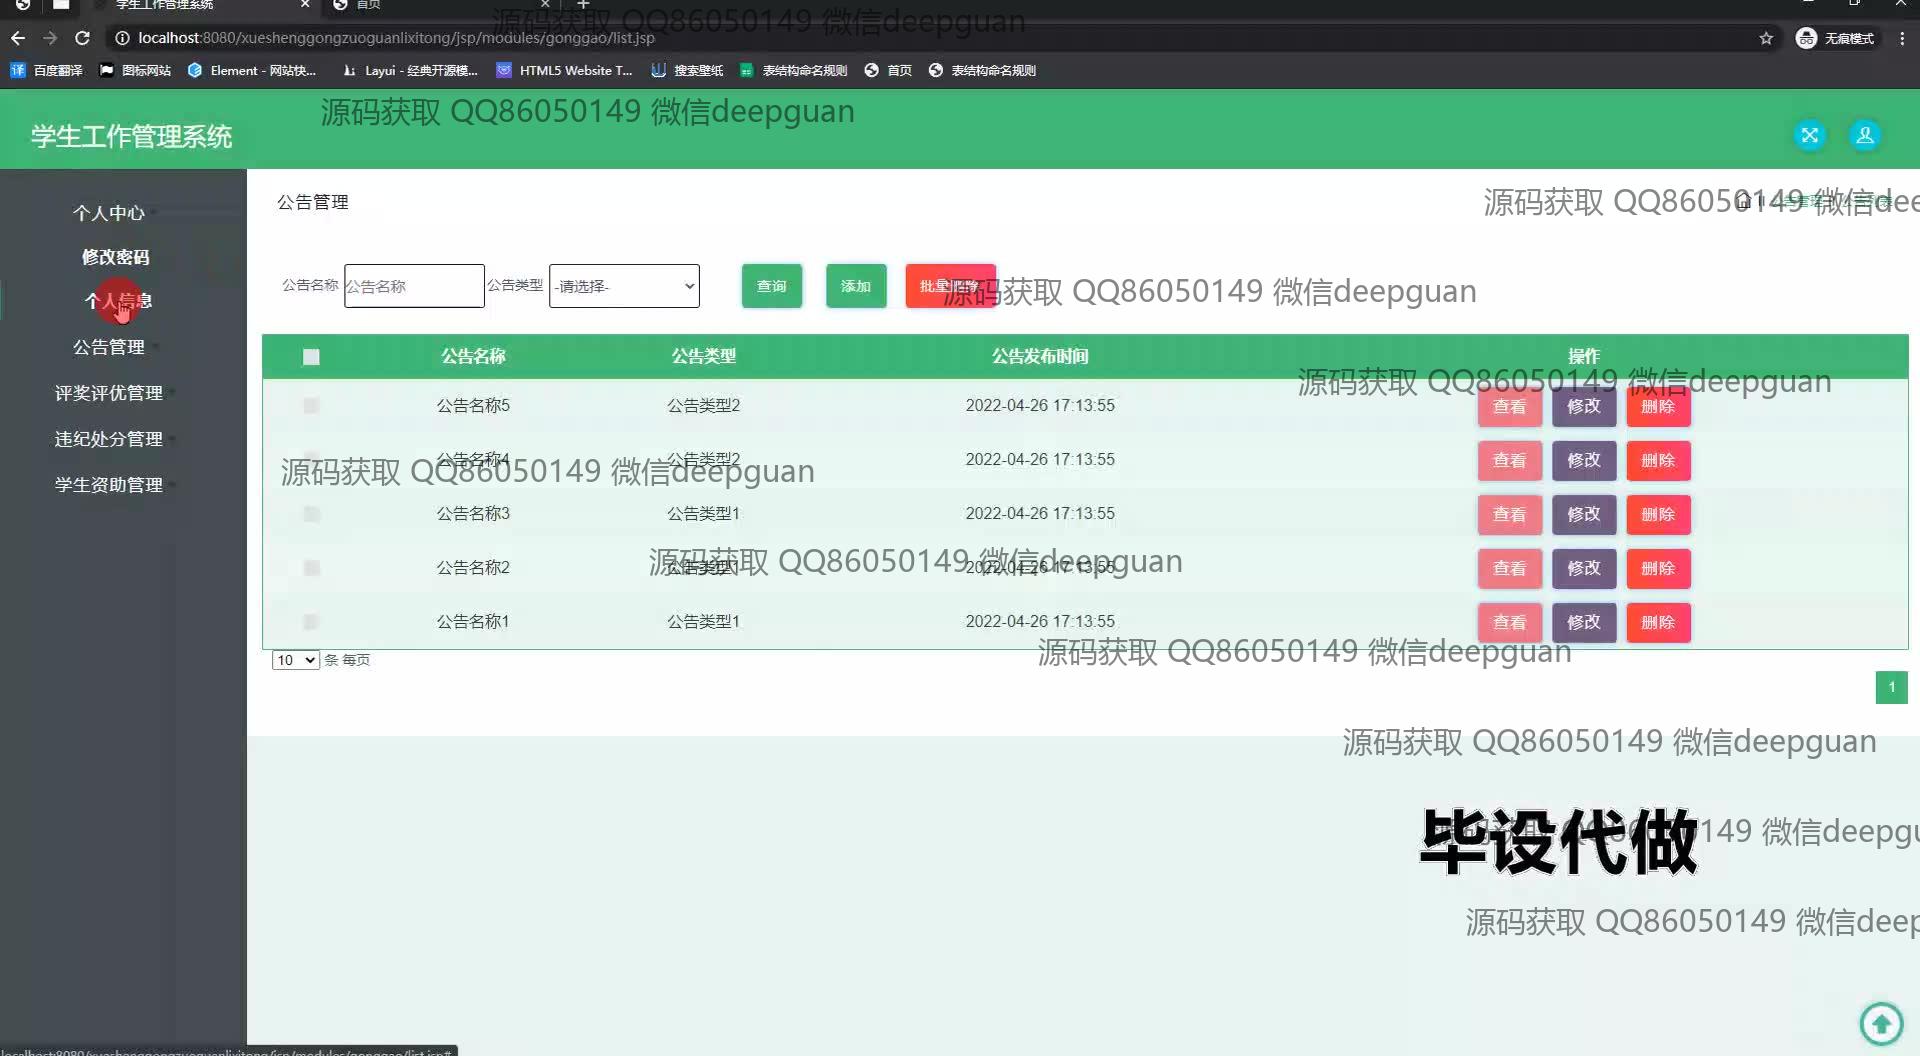 学生工作管理系统
首页
源码获取 QQ86050149 微信deepguan
localhost:8080/xueshenggongzuoguanlixitong/jsp/modules/gonggao/list.jsp
无痕模式
百度翻译
图标网站
Element - 网站快...
Layui - 经典开源模...
HTML5 Website T...
搜索壁纸
表结构命名规则
首页
表结构命名规则
源码获取 QQ86050149 微信deepguan
学生工作管理系统
个人中心
修改密码
个人信息
公告管理
评奖评优管理
违纪处分管理
学生资助管理
公告管理
源码获取 QQ86050149 微信dee
公告名称 公告名称 公告类型 -请选择- 查询 添加 批量删除
源码获取 QQ86050149 微信deepguan
公告名称 公告类型 公告发布时间 操作
源码获取 QQ86050149 微信deepguan
公告名称5 公告类型2 2022-04-26 17:13:55 查看 修改 删除
公告名称4 公告类型2 2022-04-26 17:13:55 查看 修改 删除
源码获取 QQ86050149 微信deepguan
公告名称3 公告类型1 2022-04-26 17:13:55 查看 修改 删除
公告名称2 公告类型1 2022-04-26 17:13:55 查看 修改 删除
源码获取 QQ86050149 微信deepguan
公告名称1 公告类型1 2022-04-26 17:13:55 查看 修改 删除
源码获取 QQ86050149 微信deepguan
10 条 每页
1
源码获取 QQ86050149 微信deepguan
毕设代做
源码获取 QQ86050149 微信deepgu
源码获取 QQ86050149 微信deep
localhost:8080/xueshenggongzuoguanlixitong/jsp/modules/gonggao/list.jsp#